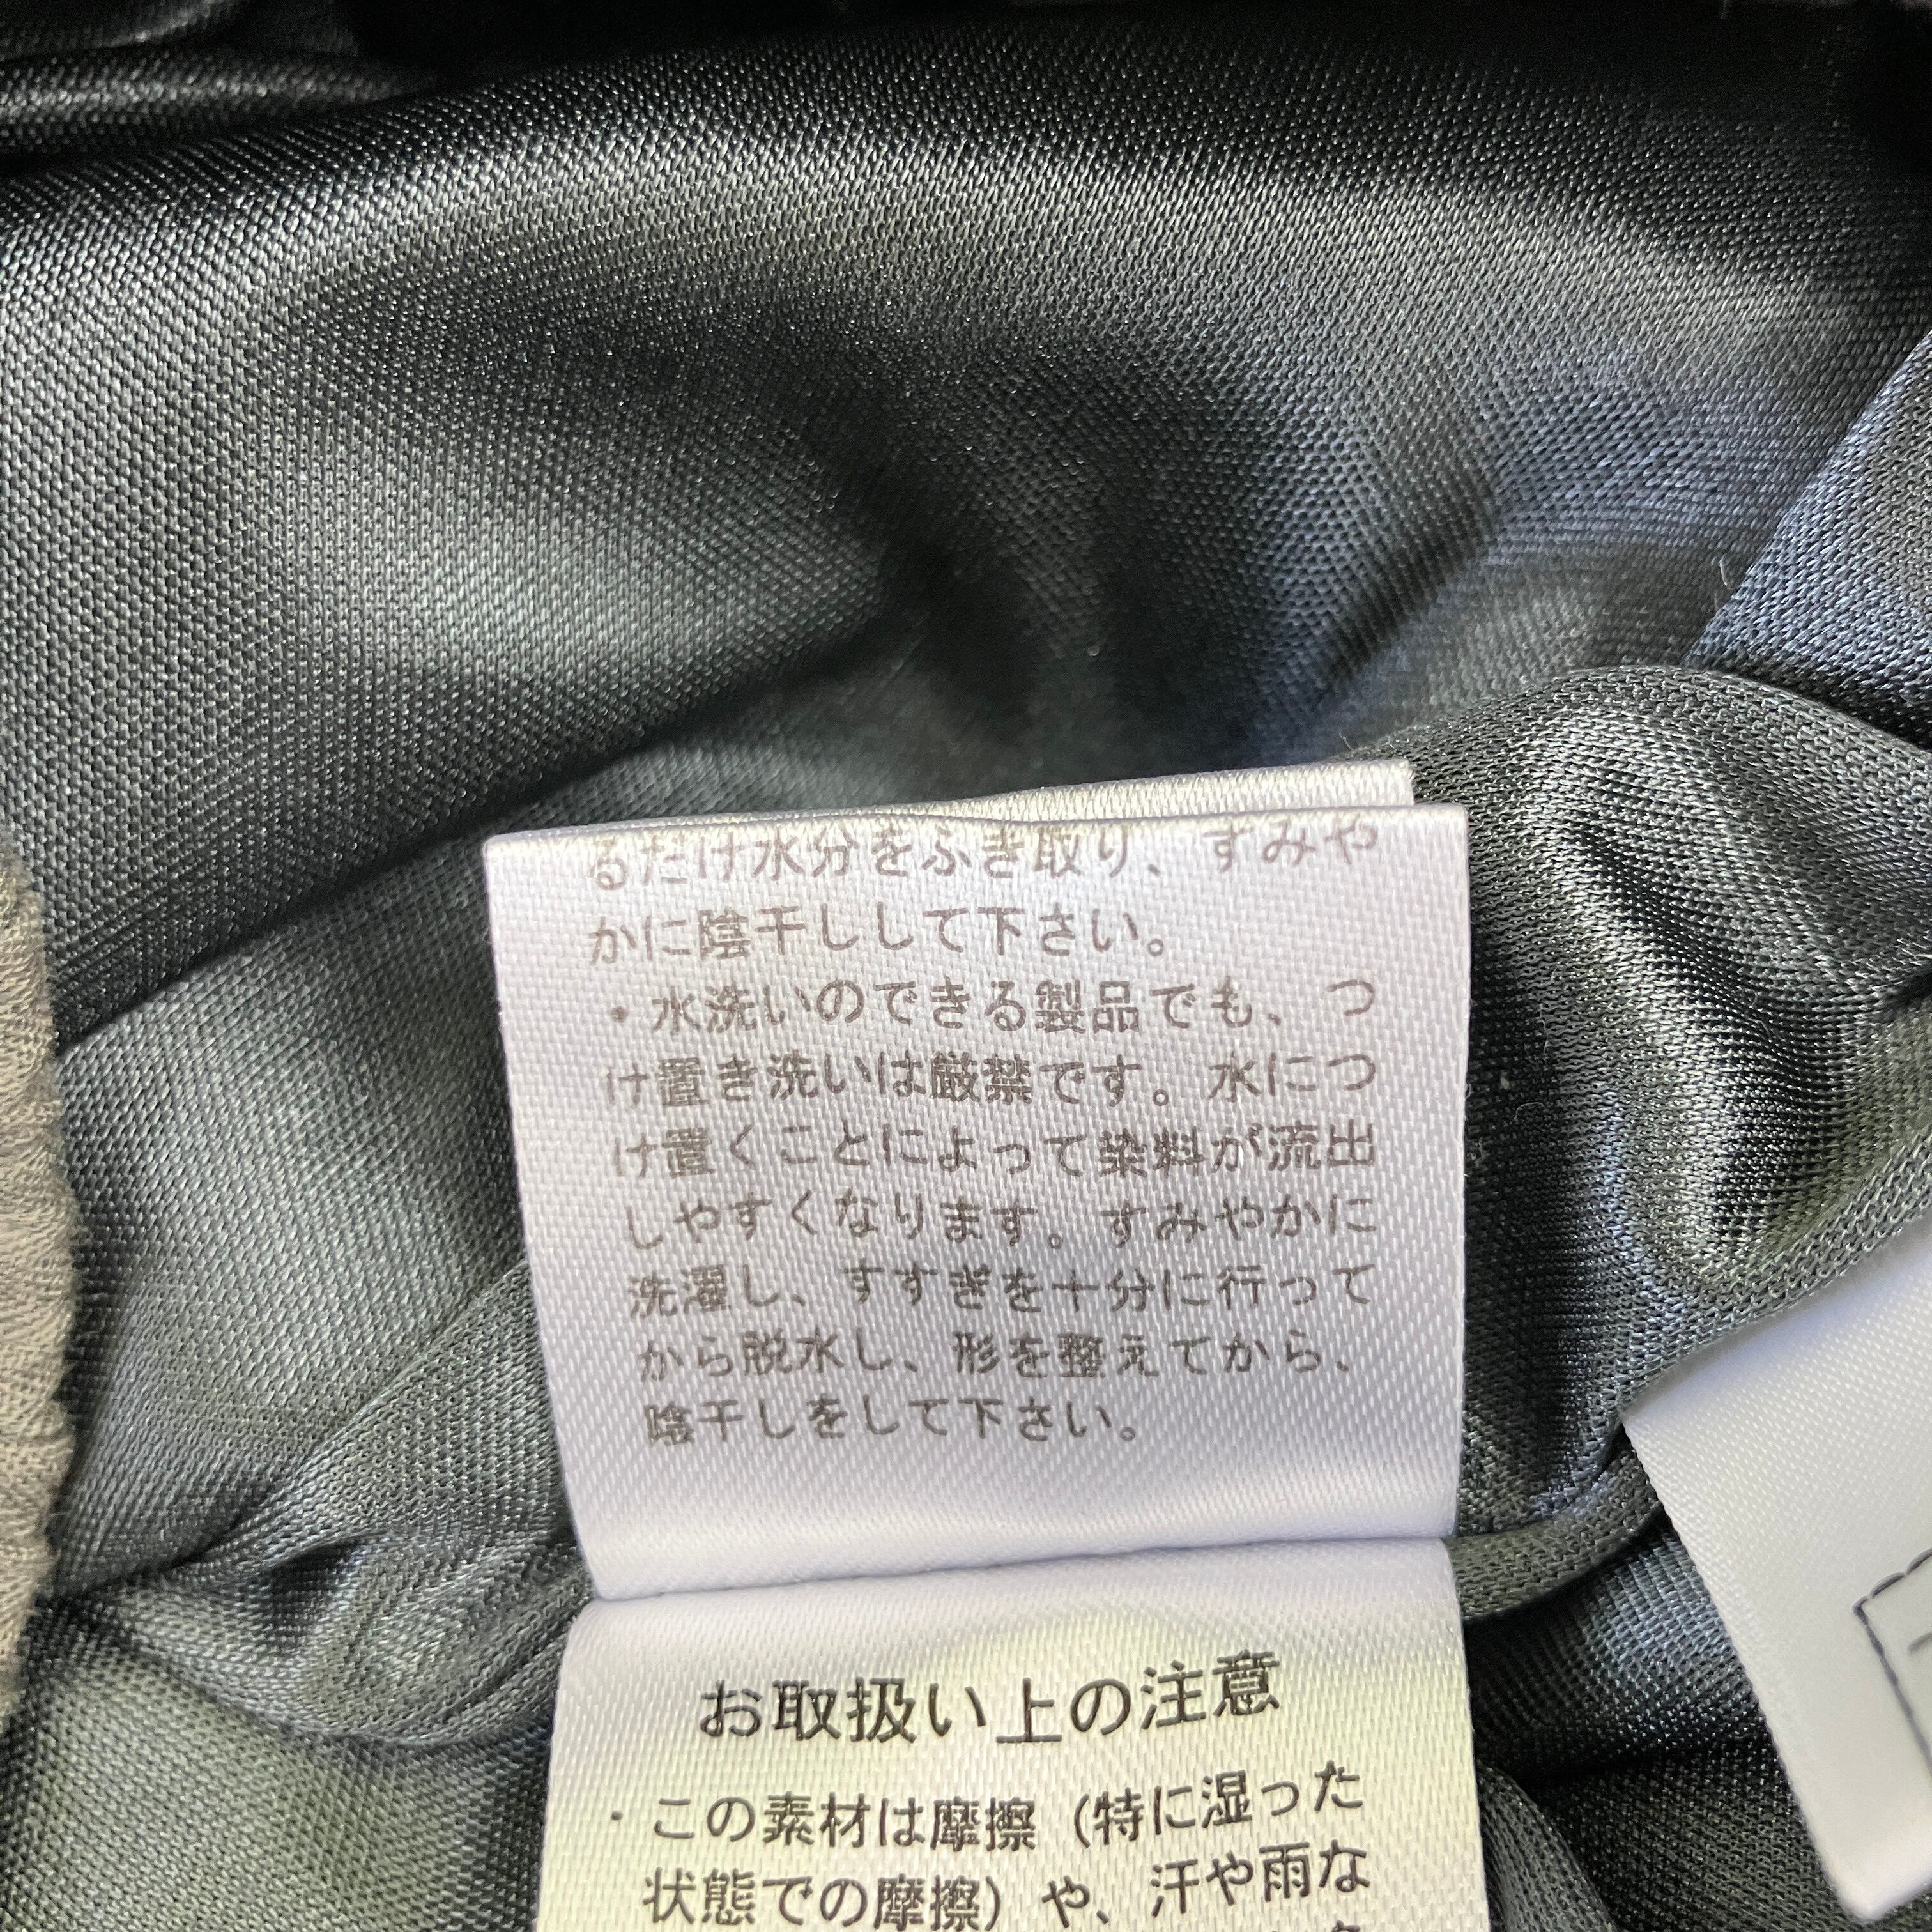 るだけ水分をふき取り、すみや
かに陰干ししして下さい。
・水洗いのできる製品でも、つ
け置き洗いは厳禁です。水につ
け置くことによって染料が流出
しやすくなります。すみやかに
洗濯し、すすぎを十分に行って
から脱水し、形を整えてから、
陰干しをして下さい。
お取扱い上の注意
・この素材は摩擦(特に湿った
状態での摩擦)や、汗や雨な